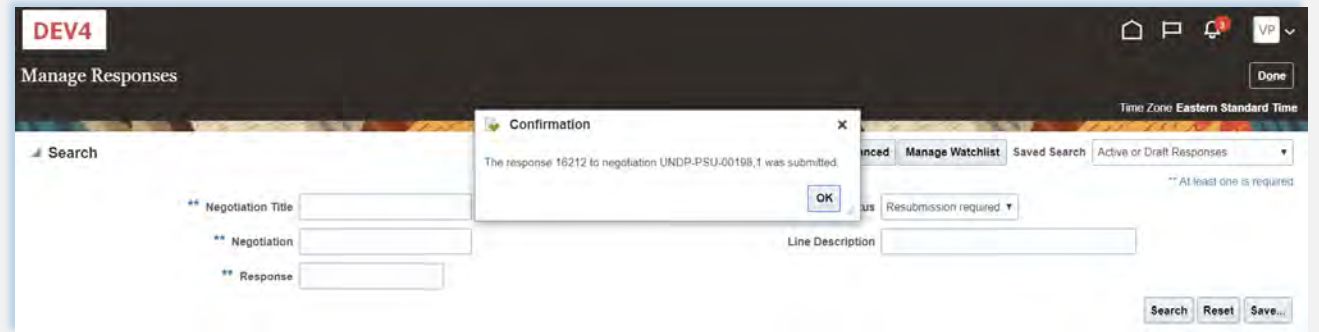 DEV4
3
VP
Manage Responses
Done
Time Zone Eastern Standard Time
Confirmation
The response 16212 to negotiation UNDP-PSU-00198,1 was submitted.
OK
Search
Manage Watchlist Saved Search Active or Draft Responses
** At least one is required
** Negotiation Title
Resubmission required
** Negotiation
Line Description
** Response
Search Reset Save...